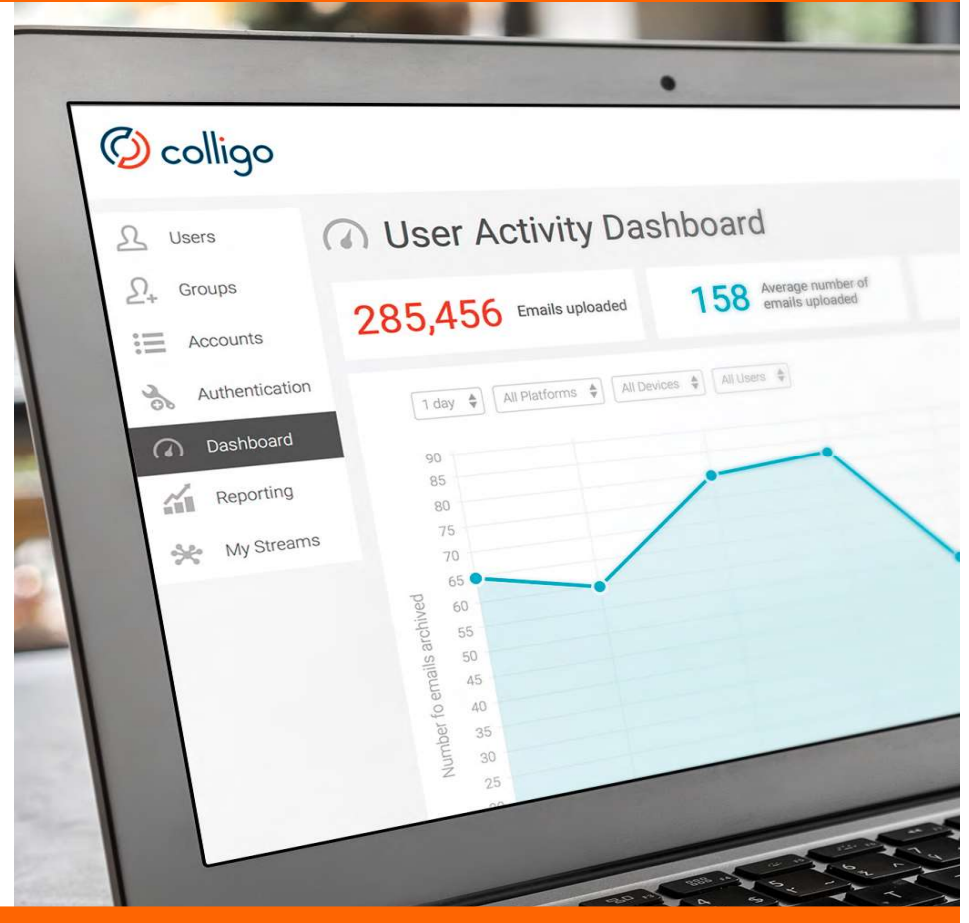 colligo
Users
Groups
Accounts
Authentication
Dashboard
Reporting
My Streams
User Activity Dashboard
285,456 Emails uploaded
158 Average number of
emails uploaded
1 day
All Platforms
All Devices
All Users
90
85
80
75
70
65
60
55
50
45
40
35
30
25
Number fo emails archived